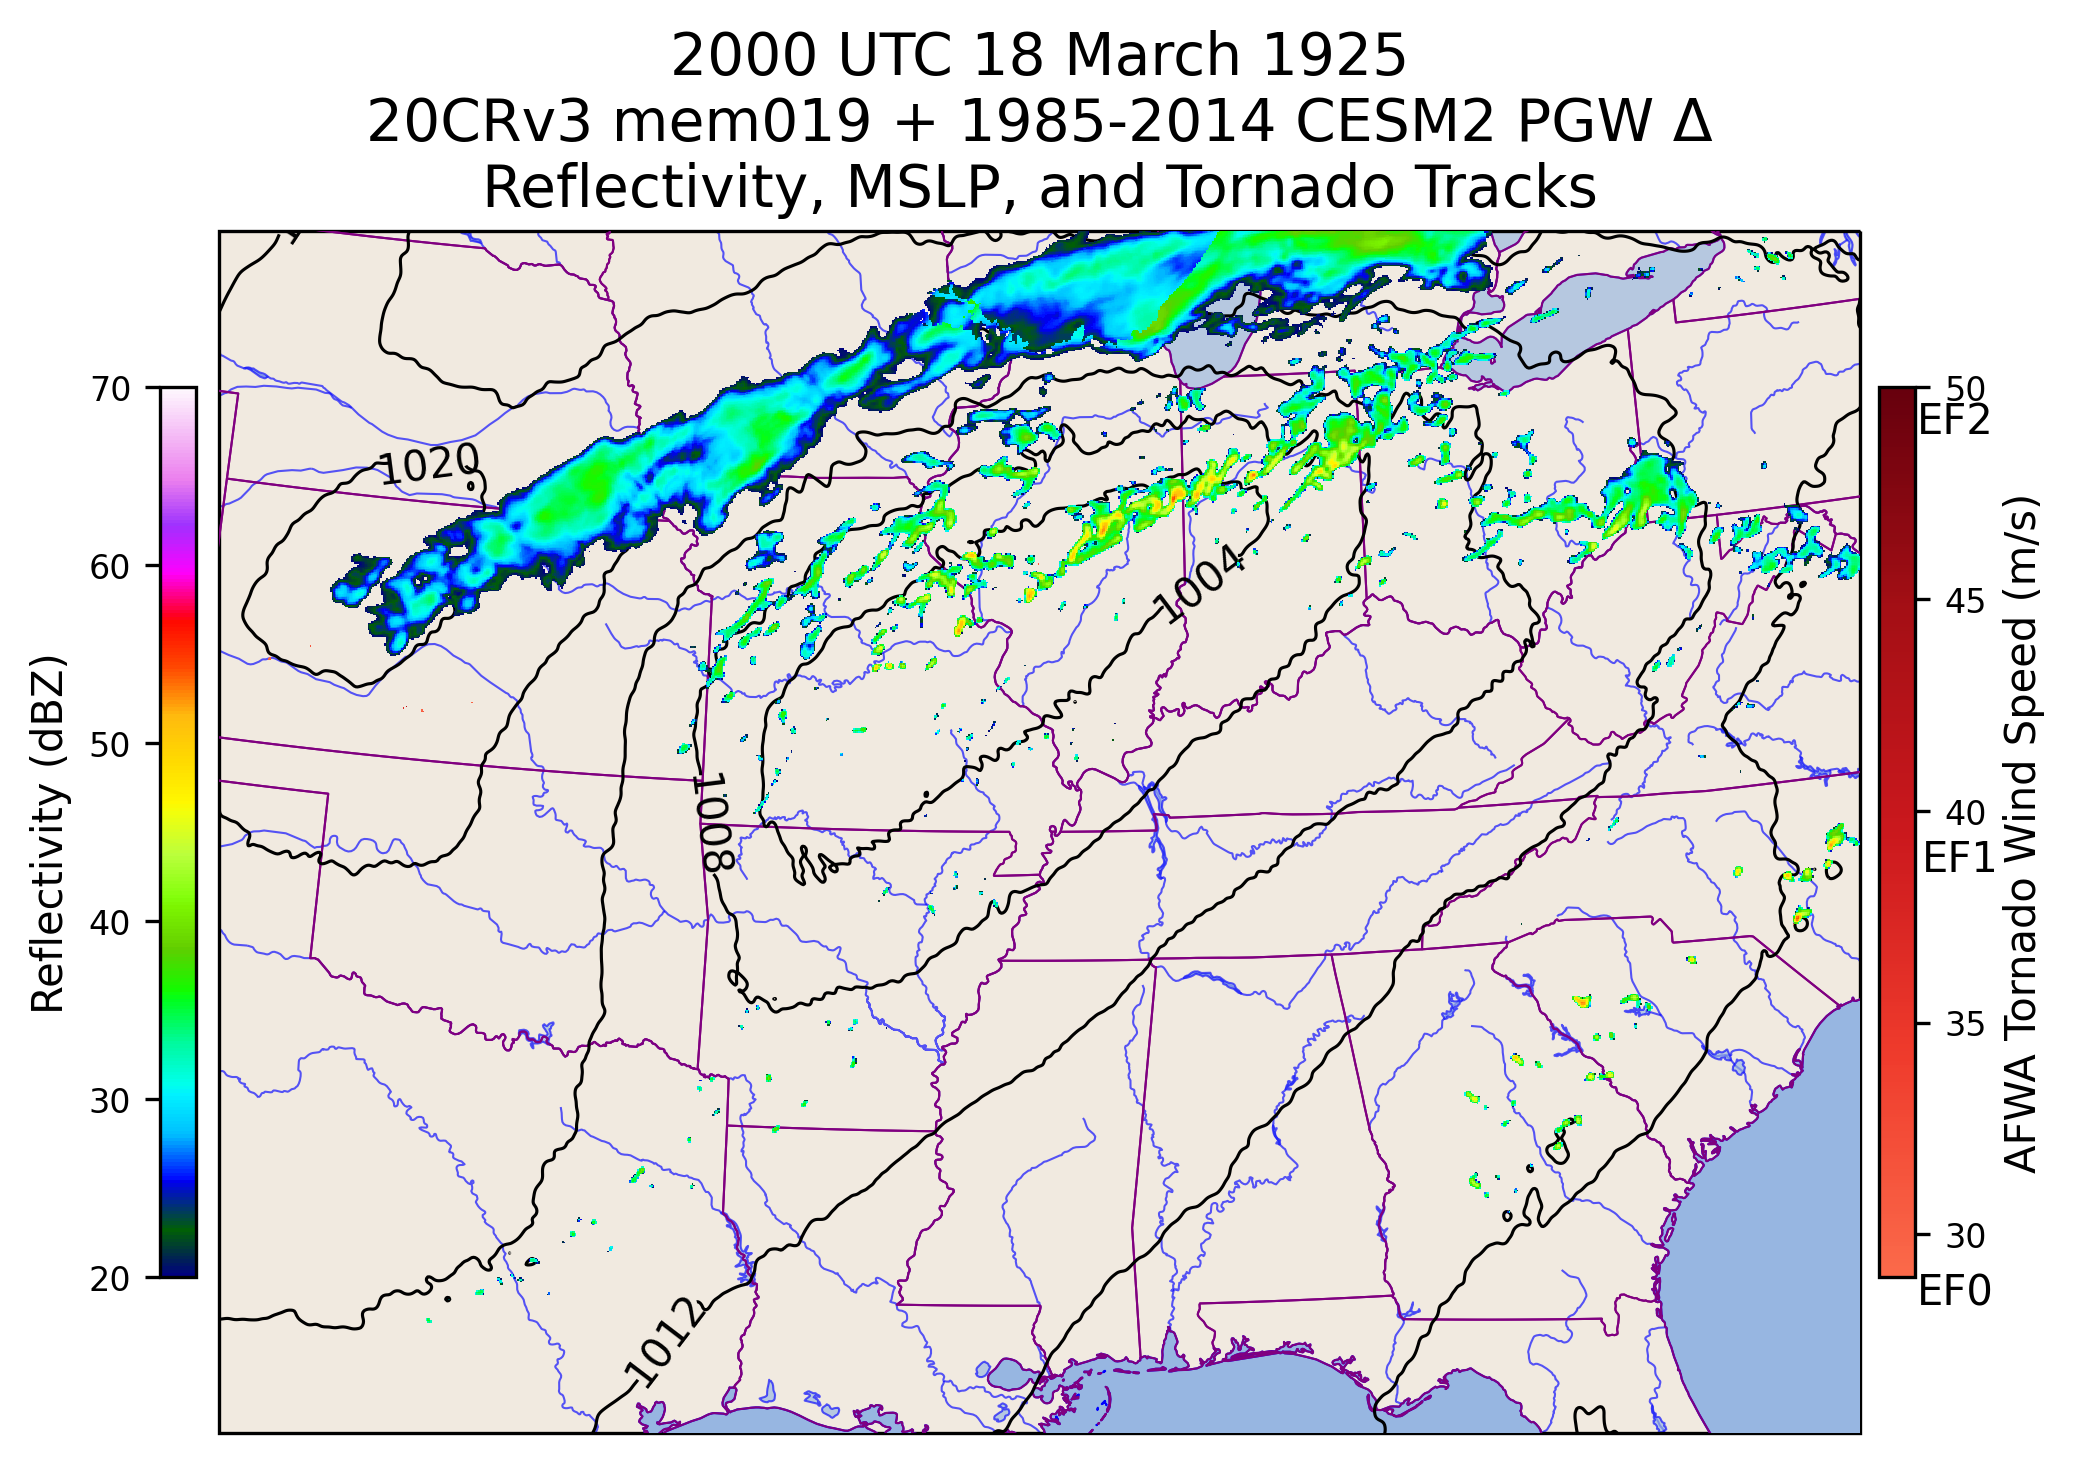 2000 UTC 18 March 1925
20CRv3 mem019 + 1985-2014 CESM2 PGW Δ
Reflectivity, MSLP, and Tornado Tracks
Reflectivity (dBZ)
70
60
50
40
30
20
1020
1004
1008
1012
50
EF2
45
40
EF1
35
30
EF0
AFWA Tornado Wind Speed (m/s)